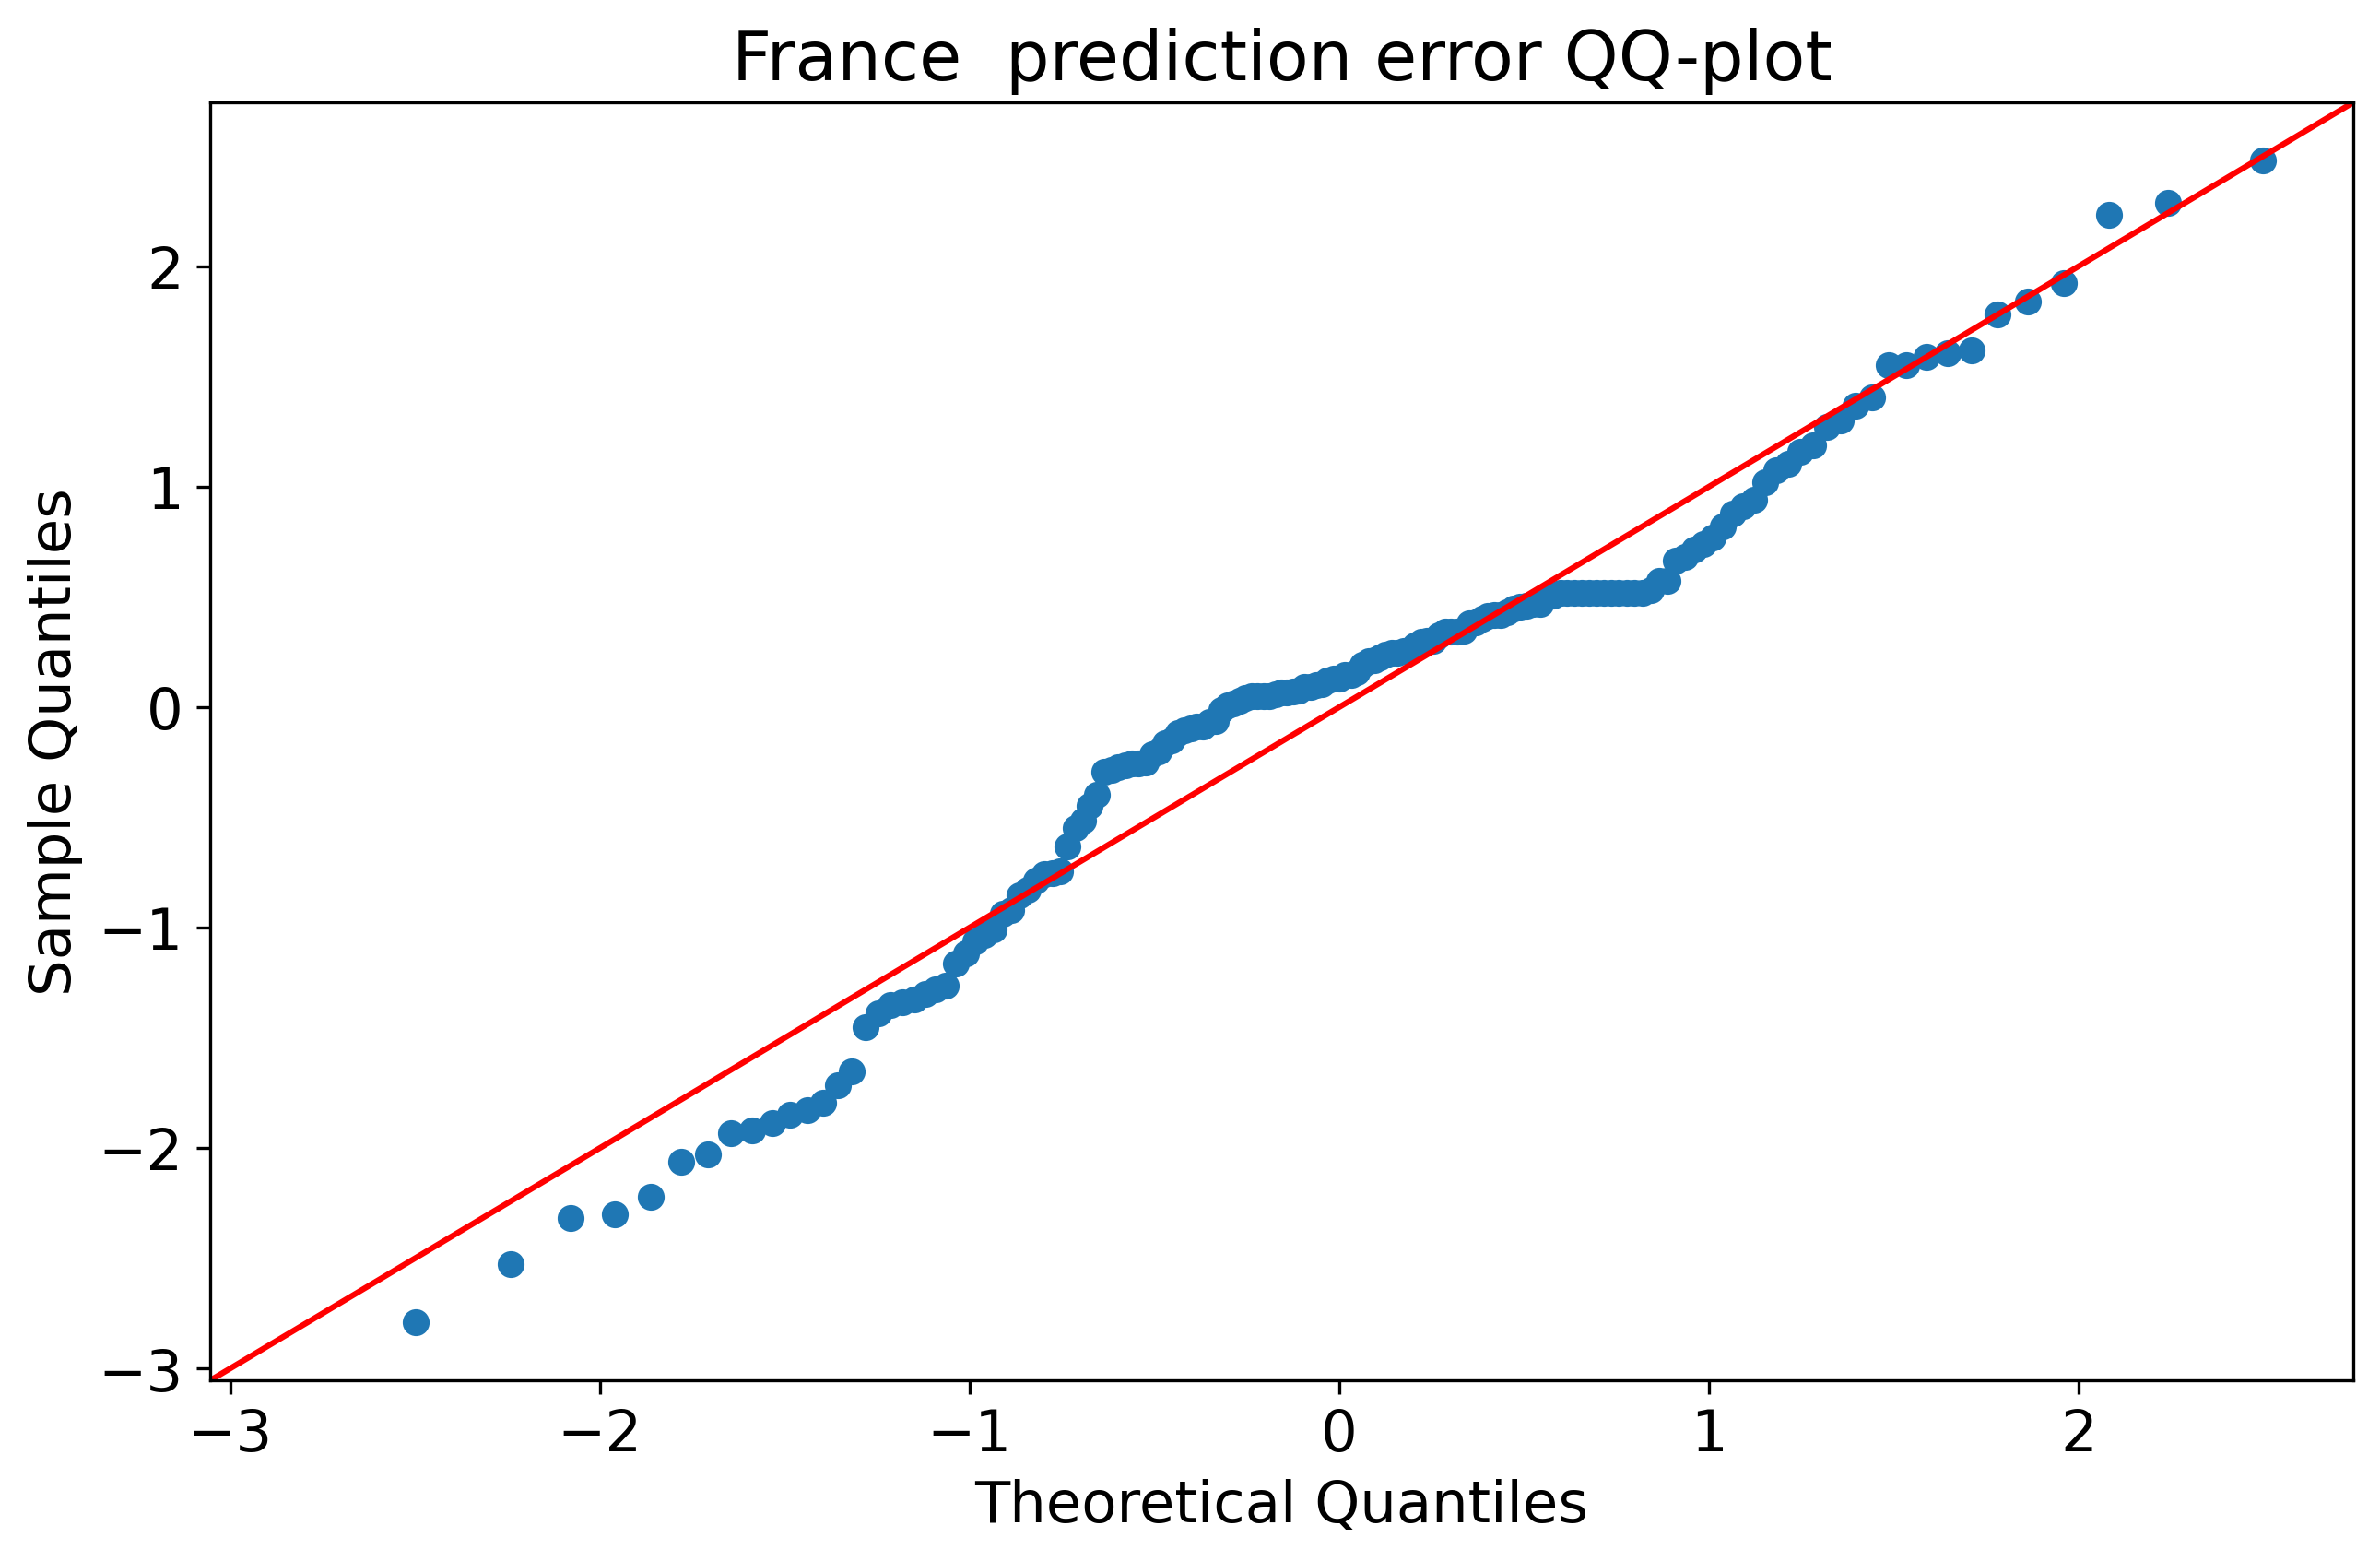 France  prediction error QQ-plot
Sample Quantiles
2
1
0
−1
−2
−3
−3 −2 −1 0 1 2
Theoretical Quantiles